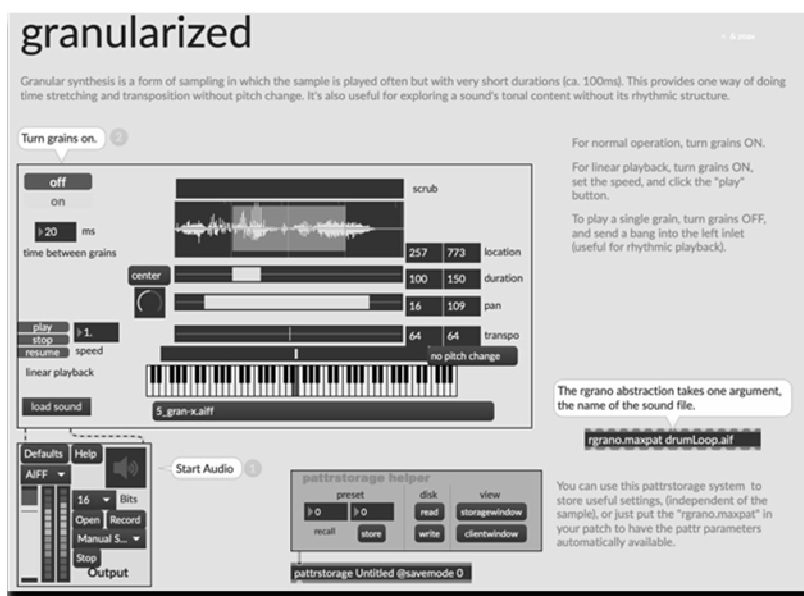 granularized
Granular synthesis is a form of sampling in which the sample is played often but with very short durations (ca. 100ms). This provides one way of doing
time stretching and transposition without pitch change. It's also useful for exploring a sound's tonal content without its rhythmic structure.
Turn grains on. 2
For normal operation, turn grains ON.
For linear playback, turn grains ON,
set the speed, and click the "play"
button.
To play a single grain, turn grains OFF,
and send a bang into the left inlet
(useful for rhythmic playback).
off
on
20 ms
time between grains
scrub
257 773 location
center
100 150 duration
16 109 pan
play
stop
resume
1.
speed
64 64 transpo
no pitch change
linear playback
load sound
5_gran-x.aiff
The rgrano abstraction takes one argument,
the name of the sound file.
rgrano.maxpat drumLoop.aif
Defaults Help
AIFF
16 Bits
Open Record
Manual S...
Stop
Output
Start Audio 1
pattrstorage helper
preset disk view
0 0 read storagewindow
recall store write clientwindow
pattrstorage Untitled @savemode 0
You can use this pattrstorage system to
store useful settings, (independent of the
sample), or just put the "rgrano.maxpat" in
your patch to have the pattr parameters
automatically available.